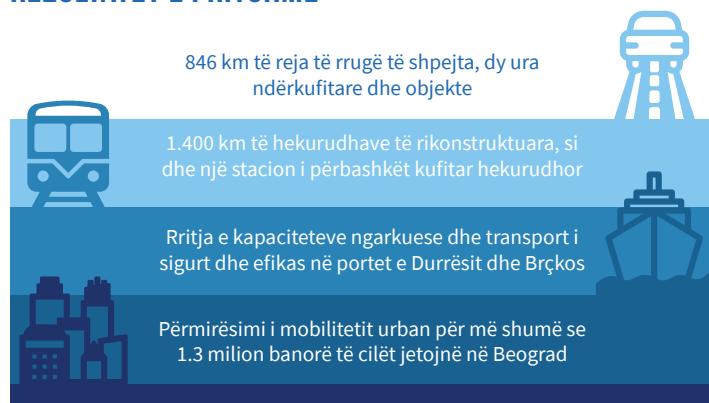 846 km të reja të rrugë të shpejta, dy ura
ndërkufitare dhe objekte
1.400 km të hekurudhave të rikonstruktuara, si
dhe një stacion i përbashkët kufitar hekurudhor
Rritja e kapaciteteve ngarkuese dhe transport i
sigurt dhe efikas në portet e Durrësit dhe Brçkos
Përmirësimi i mobilitetit urban për më shumë se
1.3 milion banorë të cilët jetojnë në Beograd